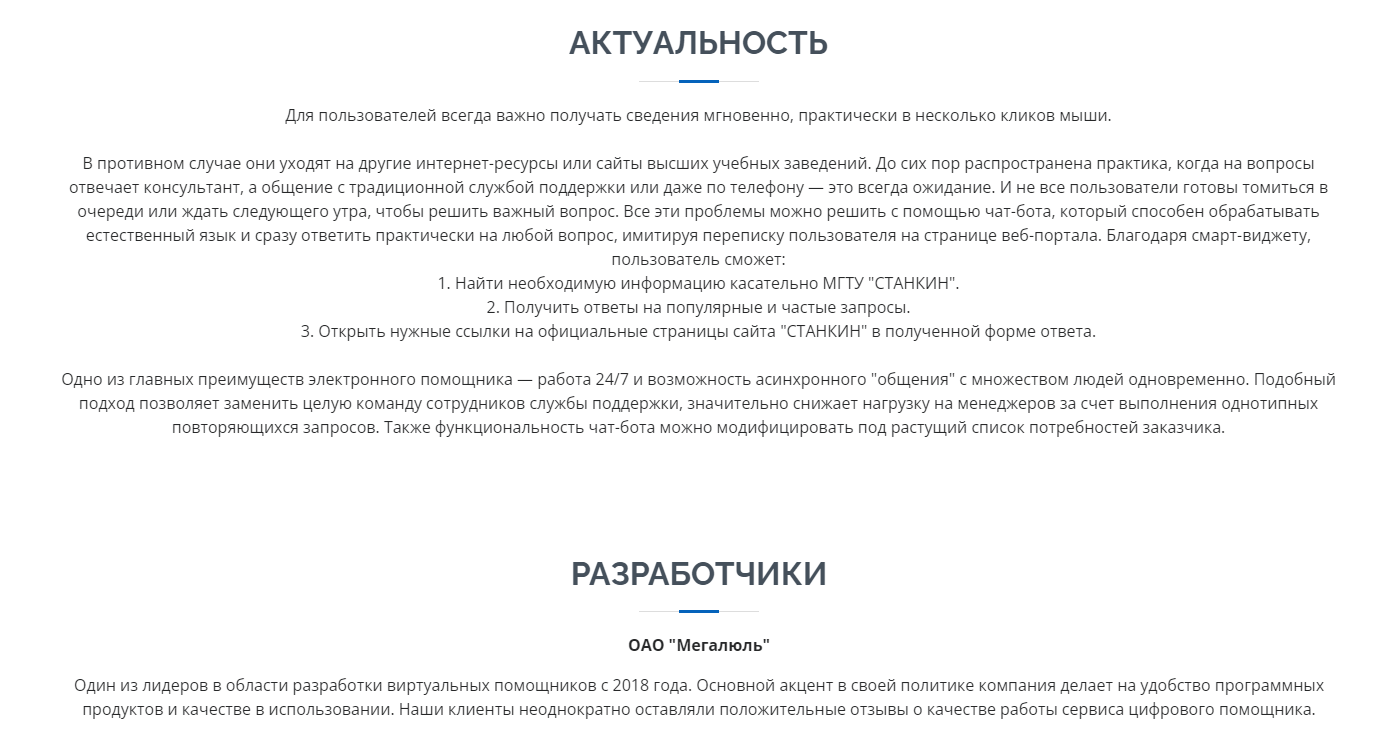 АКТУАЛЬНОСТЬ
Для пользователей всегда важно получать сведения мгновенно, практически в несколько кликов мыши.
В противном случае они уходят на другие интернет-ресурсы или сайты высших учебных заведений. До сих пор распространена практика, когда на вопросы
отвечает консультант, а общение с традиционной службой поддержки или даже по телефону — это всегда ожидание. И не все пользователи готовы томиться в
очереди или ждать следующего утра, чтобы решить важный вопрос. Все эти проблемы можно решить с помощью чат-бота, который способен обрабатывать
естественный язык и сразу ответить практически на любой вопрос, имитируя переписку пользователя на странице веб-портала. Благодаря смарт-виджету,
пользователь сможет:
1. Найти необходимую информацию касательно МГТУ "СТАНКИН".
2. Получить ответы на популярные и частые запросы.
3. Открыть нужные ссылки на официальные страницы сайта "СТАНКИН" в полученной форме ответа.
Одно из главных преимуществ электронного помощника — работа 24/7 и возможность асинхронного "общения" с множеством людей одновременно. Подобный
подход позволяет заменить целую команду сотрудников службы поддержки, значительно снижает нагрузку на менеджеров за счет выполнения однотипных
повторяющихся запросов. Также функциональность чат-бота можно модифицировать под растущий список потребностей заказчика.
РАЗРАБОТЧИКИ
ОАО "Мегалюль"
Один из лидеров в области разработки виртуальных помощников с 2018 года. Основной акцент в своей политике компания делает на удобство программных
продуктов и качестве в использовании. Наши клиенты неоднократно оставляли положительные отзывы о качестве работы сервиса цифрового помощника.